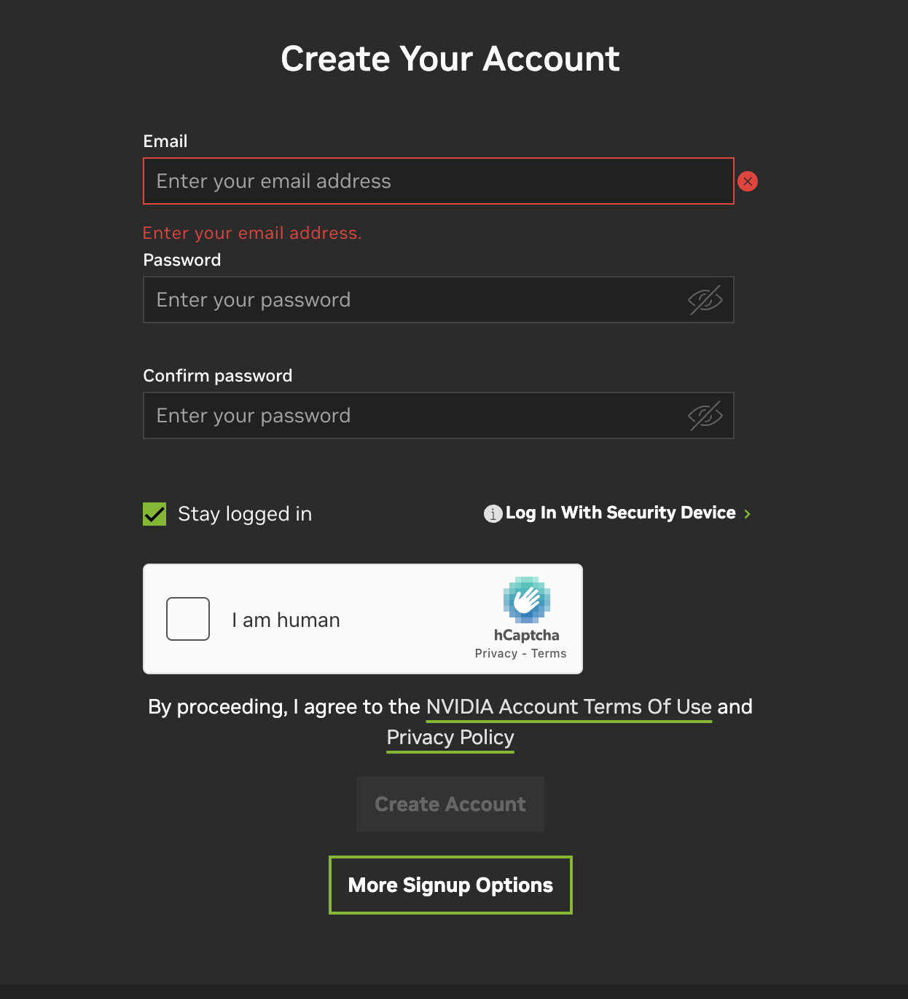 Create Your Account
Email
Enter your email address
Enter your email address.
Password
Enter your password
Confirm password
Enter your password
Stay logged in
i Log In With Security Device >
I am human
hCaptcha
Privacy - Terms
By proceeding, I agree to the NVIDIA Account Terms Of Use and
Privacy Policy
Create Account
More Signup Options